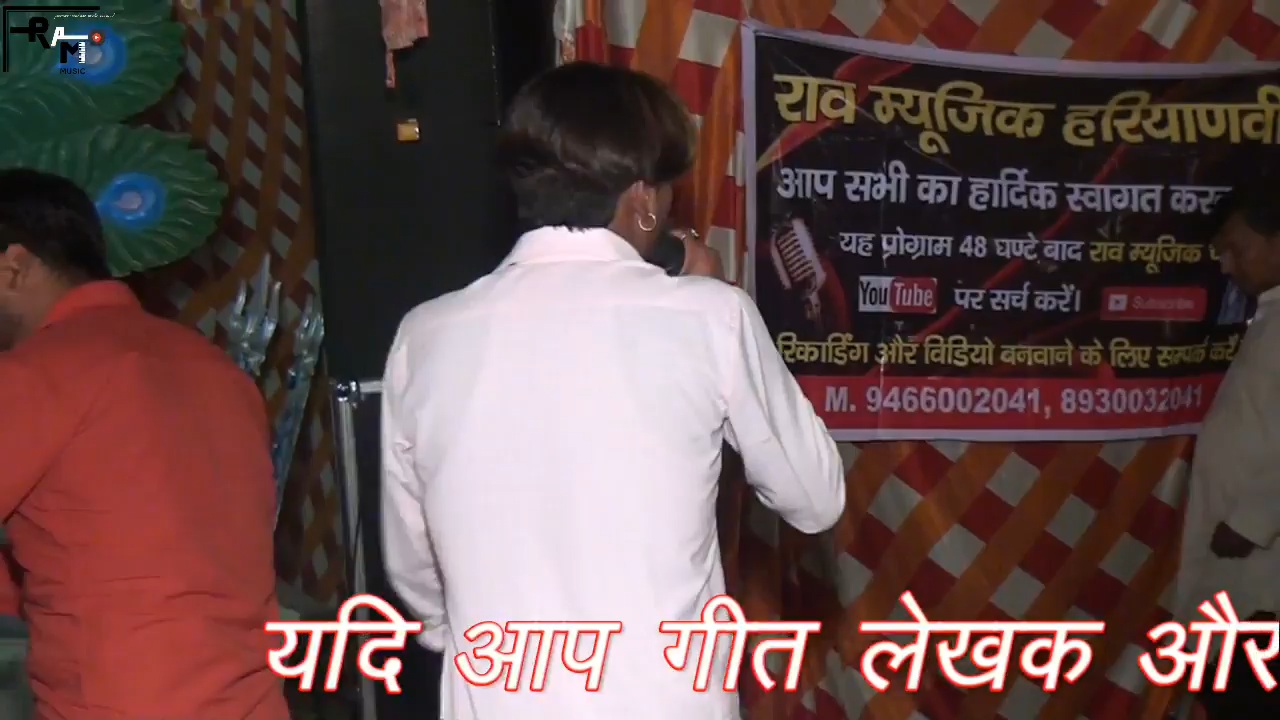 RAM
MUSIC
राव म्यूजिक हरियाणवी
आप सभी का हार्दिक स्वागत
यह प्रोग्राम 48 घण्टे बाद राव म्यूजिक
YouTube पर सर्च करें।
Subscribe
रिकार्डिंग और विडियो बनवाने के लिए सम्पर्क करें
M. 9466002041, 8930032041
यदि आप गीत लेखक और